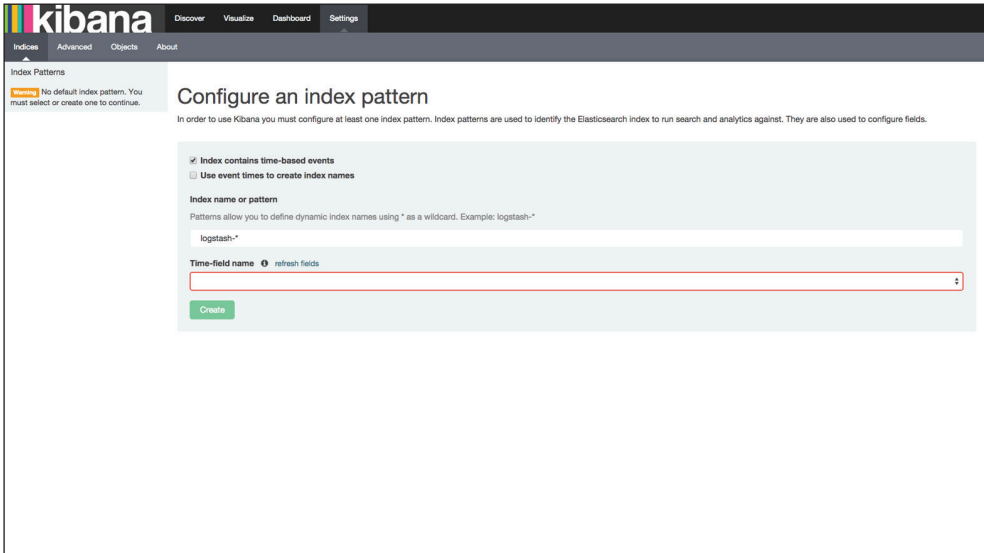 kibana
Discover Visualize Dashboard Settings
Indices Advanced Objects About
Index Patterns
Warning No default index pattern. You
must select or create one to continue.
Configure an index pattern
In order to use Kibana you must configure at least one index pattern. Index patterns are used to identify the Elasticsearch index to run search and analytics against. They are also used to configure fields.
Index contains time-based events
Use event times to create index names
Index name or pattern
Patterns allow you to define dynamic index names using * as a wildcard. Example: logstash-*
logstash-*
Time-field name refresh fields
Create